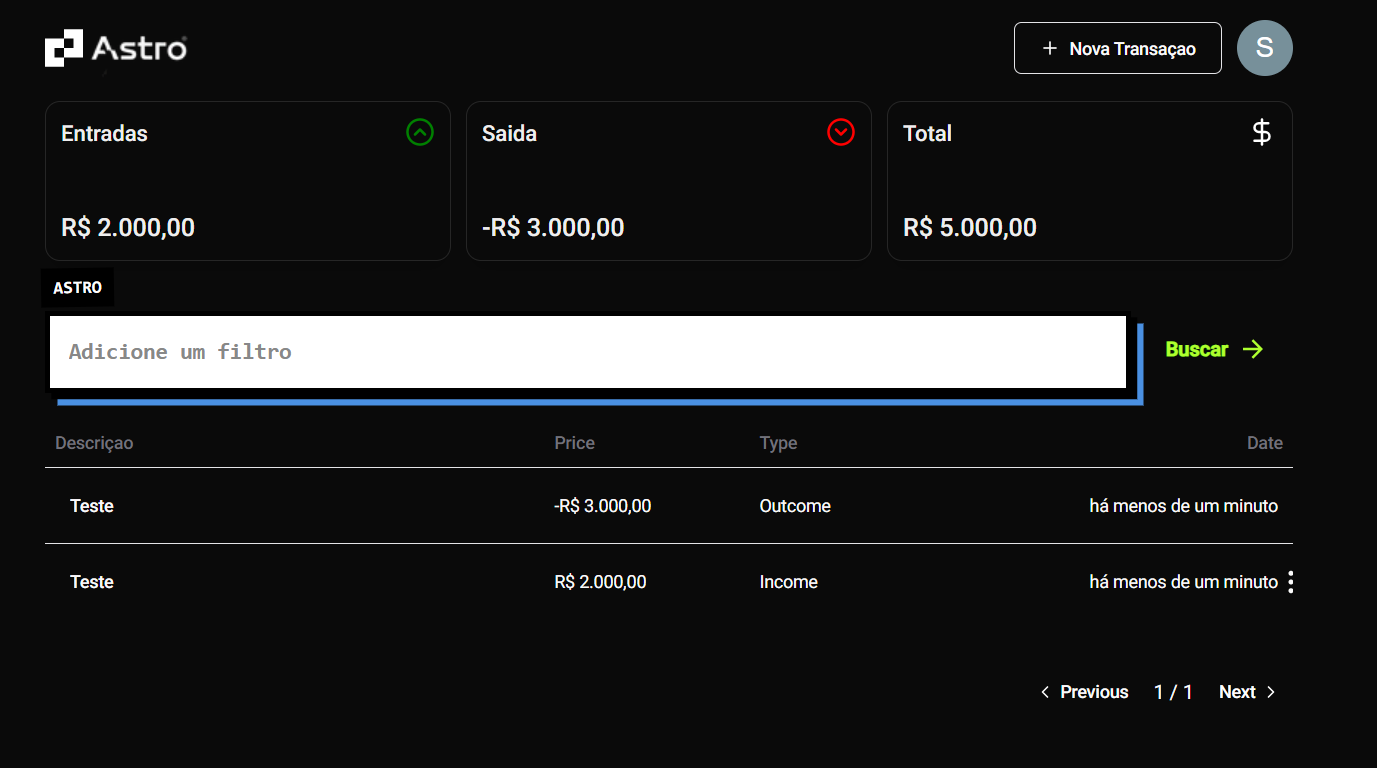 Astro
+ Nova Transaçao
S
Entradas
Saida
Total
$
R$ 2.000,00
-R$ 3.000,00
R$ 5.000,00
ASTRO
Adicione um filtro
Buscar →
Descriçao Price Type Date
Teste -R$ 3.000,00 Outcome há menos de um minuto
Teste R$ 2.000,00 Income há menos de um minuto
< Previous 1 / 1 Next >